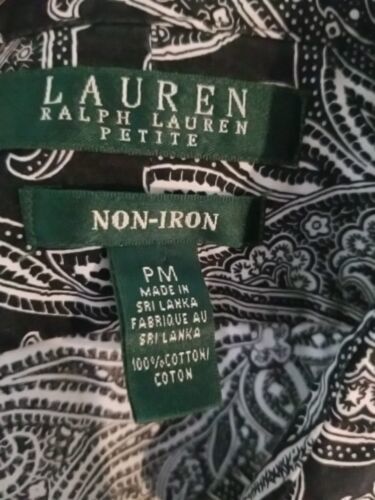 LAUREN
RALPH LAUREN
PETITE
NON-IRON
PM
MADE IN
SRI LANKA
FABRIQUE AU
SRI LANKA
100%COTTON/
COTON